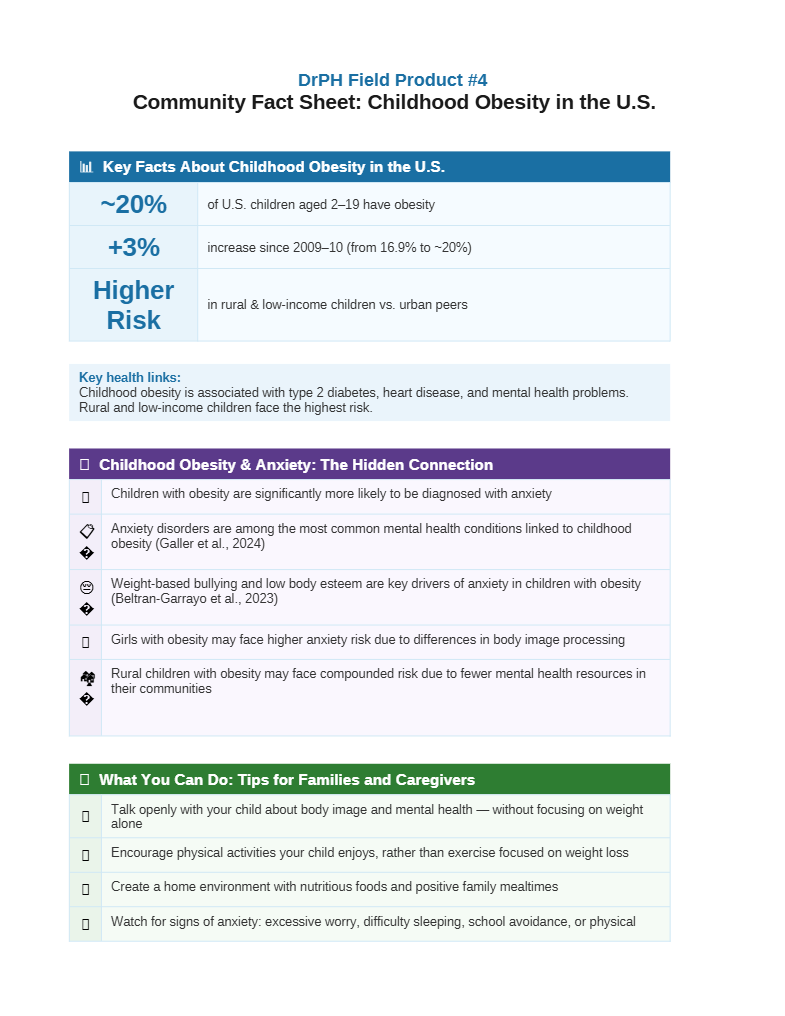 DrPH Field Product #4
Community Fact Sheet: Childhood Obesity in the U.S.
📊 Key Facts About Childhood Obesity in the U.S.
~20%
of U.S. children aged 2–19 have obesity
+3%
increase since 2009–10 (from 16.9% to ~20%)
Higher
Risk
in rural & low-income children vs. urban peers
Key health links:
Childhood obesity is associated with type 2 diabetes, heart disease, and mental health problems.
Rural and low-income children face the highest risk.
Childhood Obesity & Anxiety: The Hidden Connection
Children with obesity are significantly more likely to be diagnosed with anxiety
Anxiety disorders are among the most common mental health conditions linked to childhood
obesity (Galler et al., 2024)
Weight-based bullying and low body esteem are key drivers of anxiety in children with obesity
(Beltran-Garrayo et al., 2023)
Girls with obesity may face higher anxiety risk due to differences in body image processing
Rural children with obesity may face compounded risk due to fewer mental health resources in
their communities
What You Can Do: Tips for Families and Caregivers
Talk openly with your child about body image and mental health — without focusing on weight
alone
Encourage physical activities your child enjoys, rather than exercise focused on weight loss
Create a home environment with nutritious foods and positive family mealtimes
Watch for signs of anxiety: excessive worry, difficulty sleeping, school avoidance, or physical